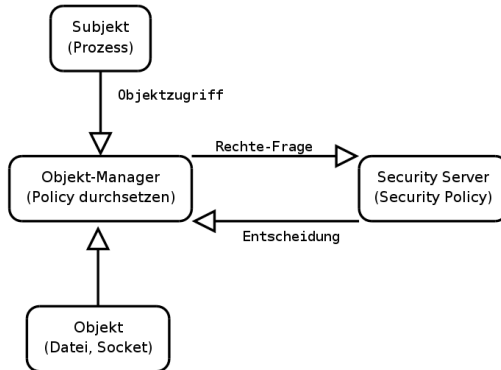 Subjekt
(Prozess)
Objektzugriff
Rechte-Frage
Objekt-Manager
(Policy durchsetzen)
Security Server
(Security Policy)
Entscheidung
Objekt
(Datei, Socket)